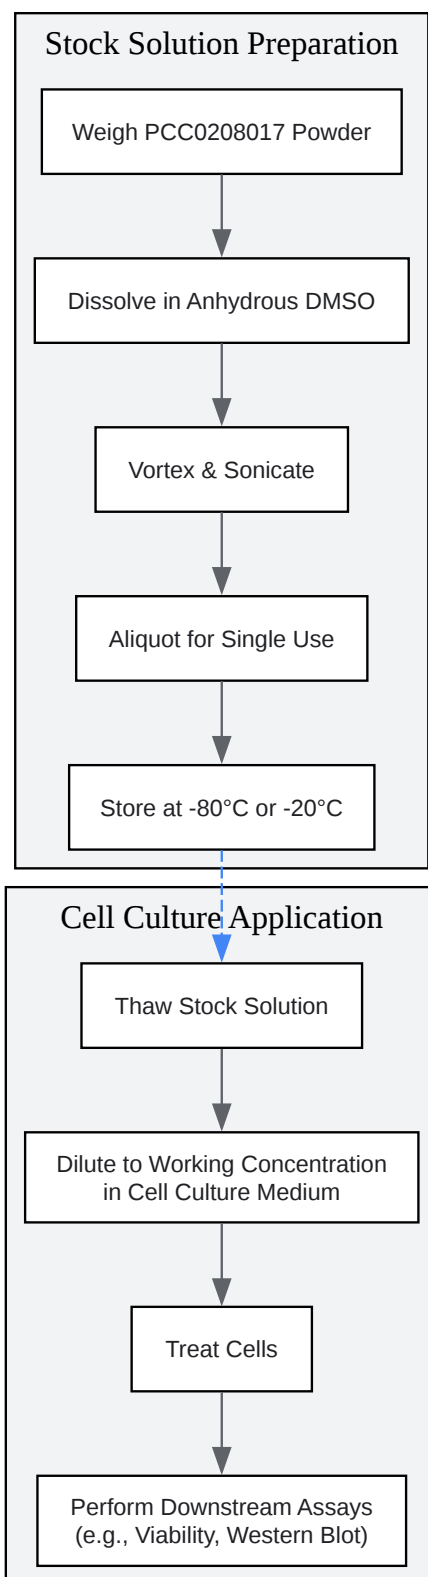 Stock Solution Preparation
Weigh PCC0208017 Powder
Dissolve in Anhydrous DMSO
Vortex & Sonicate
Aliquot for Single Use
Store at -80°C or -20°C
Cell Culture Application
Thaw Stock Solution
Dilute to Working Concentration
in Cell Culture Medium
Treat Cells
Perform Downstream Assays
(e.g., Viability, Western Blot)